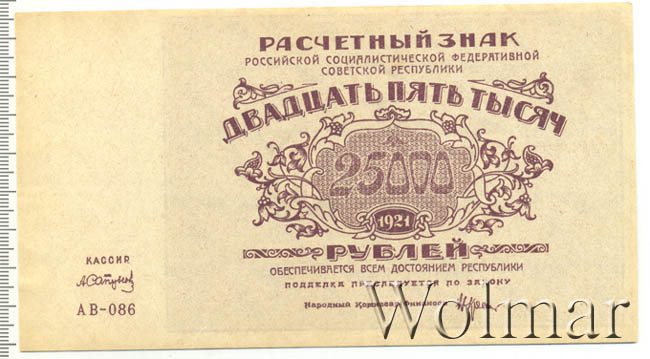 РАСЧЕТНЫЙ ЗНАК
РОССИЙСКОЙ СОЦИАЛИСТИЧЕСКОЙ ФЕДЕРАТИВНОЙ
СОВЕТСКОЙ РЕСПУБЛИКИ
ДВАДЦАТЬ ПЯТЬ ТЫСЯЧ
25000
1921
РУБЛЕЙ
ОБЕСПЕЧИВАЕТСЯ ВСЕМ ДОСТОЯНИЕМ РЕСПУБЛИКИ
ПОДДЕЛКА ПРЕСЛЕДУЕТСЯ ПО ЗАКОНУ
Народный Комиссар Финансов
КАССИР
АВ-086
Wolmar